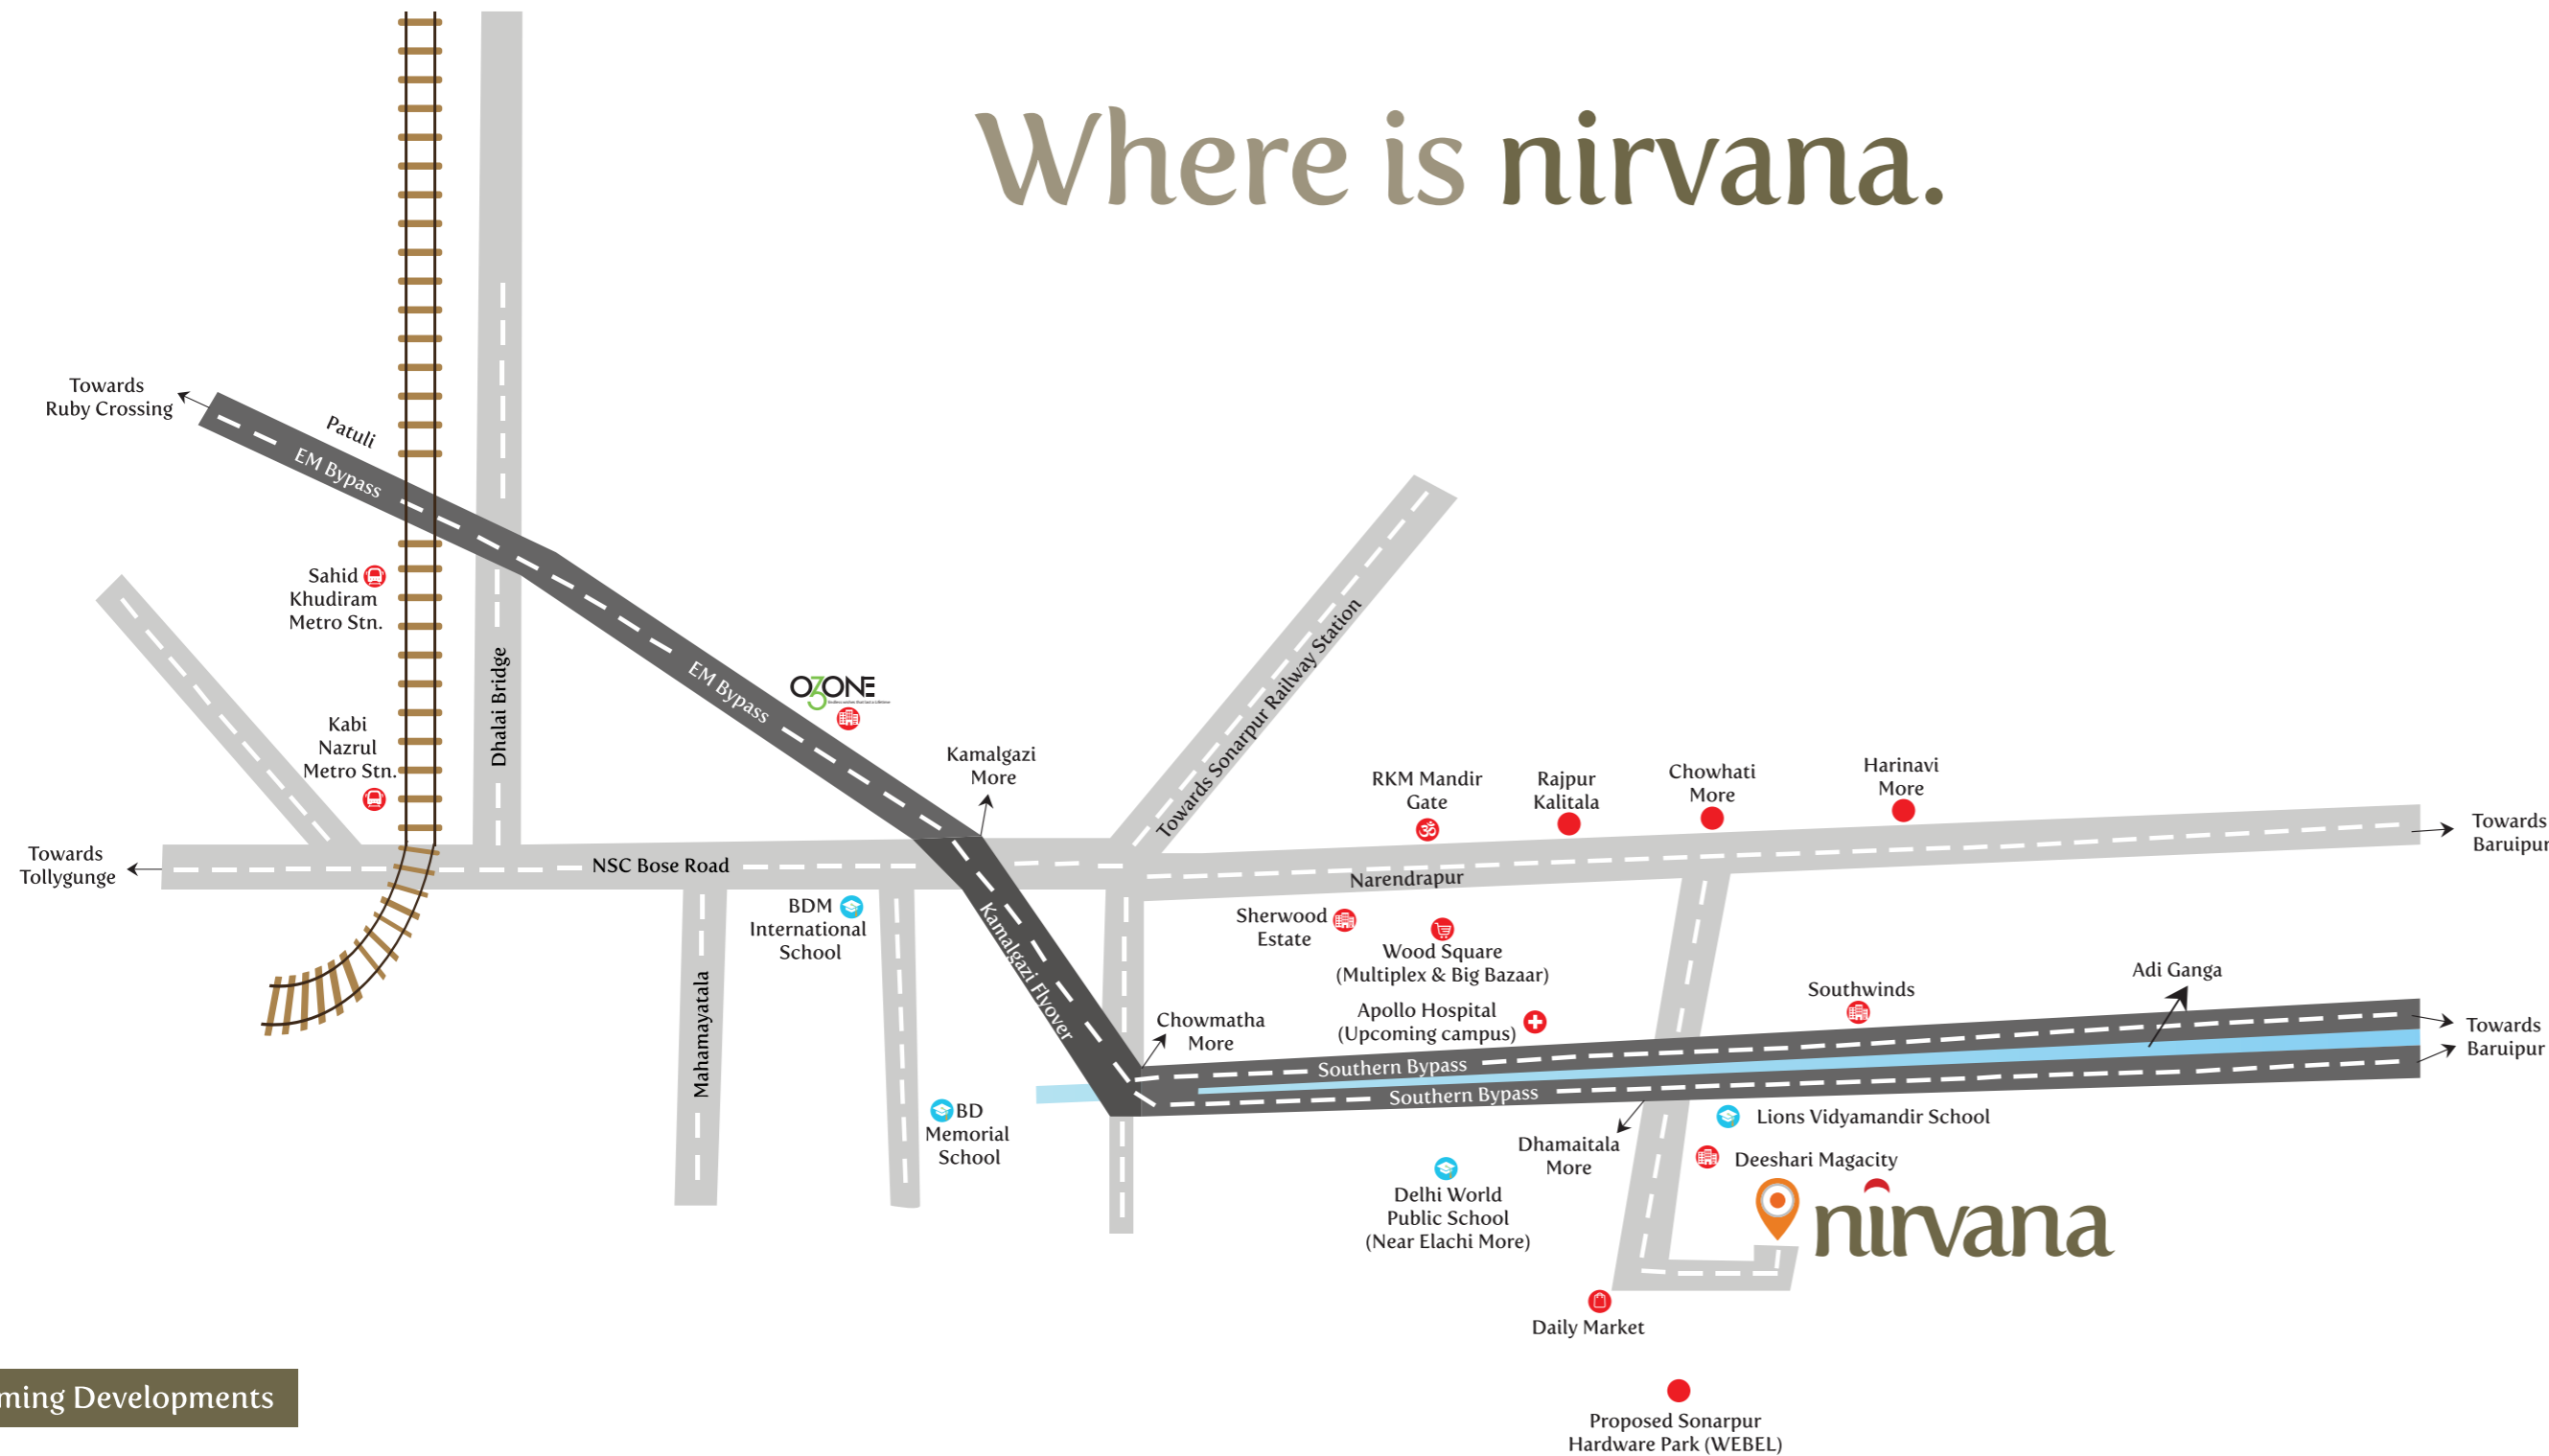 Where is nirvana.
Towards
Ruby Crossing
Patuli
EM Bypass
Sahid
Khudiram
Metro Stn.
Dhalai Bridge
EM Bypass
OZONE
Kabi
Nazrul
Metro Stn.
Kamalgazi
More
Towards Sonarpur Railway Station
RKM Mandir
Gate
Rajpur
Kalitala
Chowhati
More
Harinavi
More
Towards
Baruipur
Towards
Tollygunge
NSC Bose Road
Narendrapur
BDM
International
School
Kamalgazi Flyover
Sherwood
Estate
Wood Square
(Multiplex & Big Bazaar)
Apollo Hospital
(Upcoming campus)
Southwinds
Adi Ganga
Mahamayatala
Chowmatha
More
Southern Bypass
Southern Bypass
Towards
Baruipur
BD
Memorial
School
Lions Vidyamandir School
Dhamaitala
More
Deeshari Magacity
Delhi World
Public School
(Near Elachi More)
nirvana
Daily Market
ming Developments
Proposed Sonarpur
Hardware Park (WEBEL)